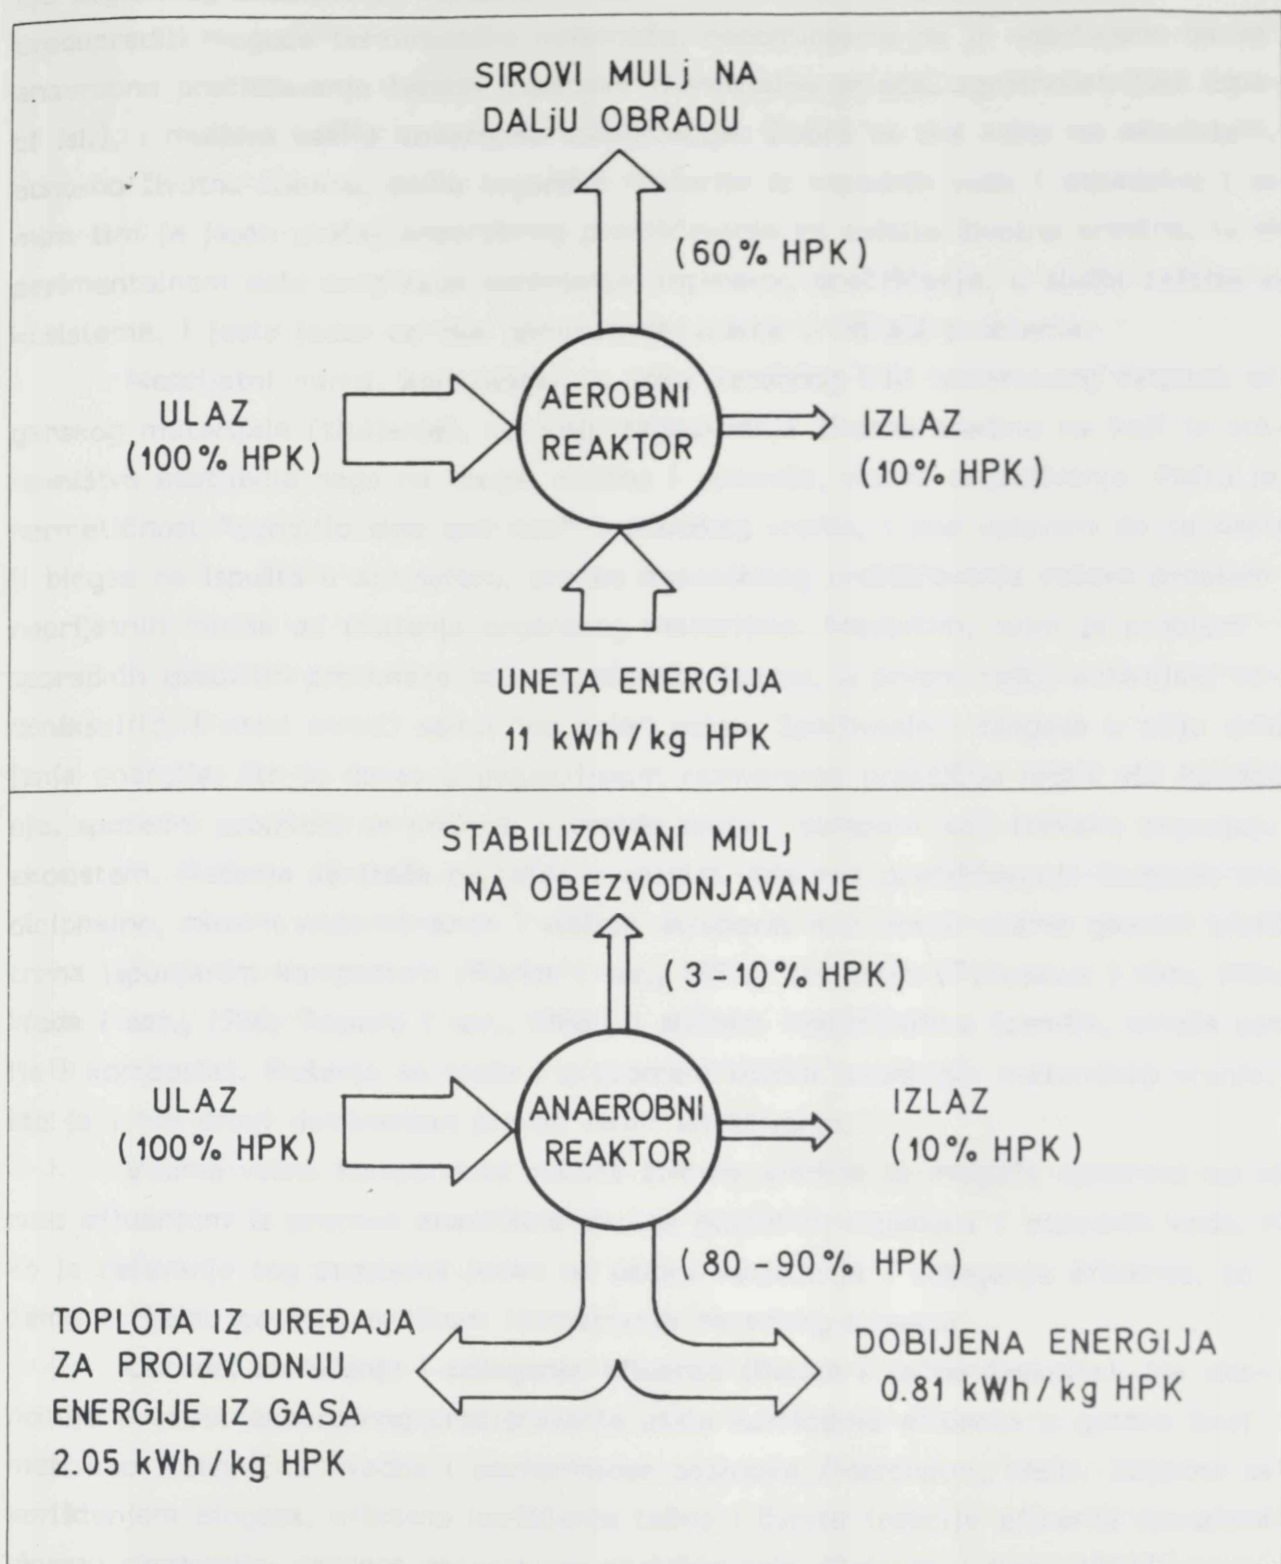 SIROVI MULj NA
DALjU OBRADU
(60% HPK)
ULAZ
(100% HPK)
AEROBNI
REAKTOR
IZLAZ
(10% HPK)
UNETA ENERGIJA
11 kWh/kg HPK
STABILIZOVANI MULj
NA OBEZVODNJAVANJE
(3-10% HPK)
ULAZ
(100% HPK)
ANAEROBNI
REAKTOR
IZLAZ
(10% HPK)
(80-90% HPK)
TOPLOTA IZ UREĐAJA
ZA PROIZVODNJU
ENERGIJE IZ GASA
2.05 kWh/kg HPK
DOBIJENA ENERGIJA
0.81 kWh/kg HPK